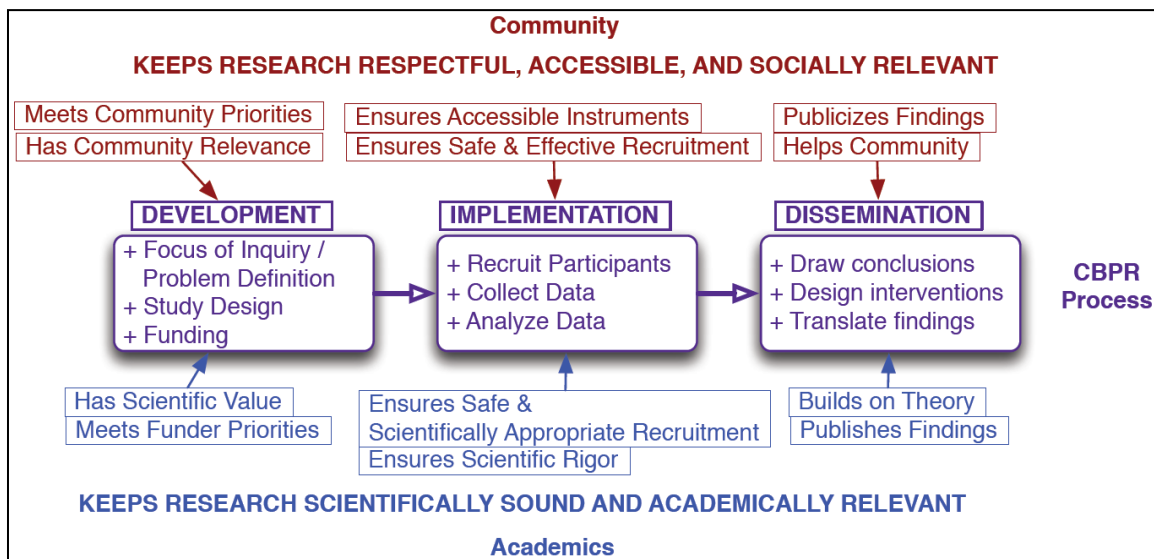 Community
KEEPS RESEARCH RESPECTFUL, ACCESSIBLE, AND SOCIALLY RELEVANT
Meets Community Priorities
Has Community Relevance
Ensures Accessible Instruments
Ensures Safe & Effective Recruitment
Publicizes Findings
Helps Community
DEVELOPMENT
+ Focus of Inquiry /
Problem Definition
+ Study Design
+ Funding
IMPLEMENTATION
+ Recruit Participants
+ Collect Data
+ Analyze Data
DISSEMINATION
+ Draw conclusions
+ Design interventions
+ Translate findings
CBPR
Process
Has Scientific Value
Meets Funder Priorities
Ensures Safe &
Scientifically Appropriate Recruitment
Ensures Scientific Rigor
Builds on Theory
Publishes Findings
KEEPS RESEARCH SCIENTIFICALLY SOUND AND ACADEMICALLY RELEVANT
Academics